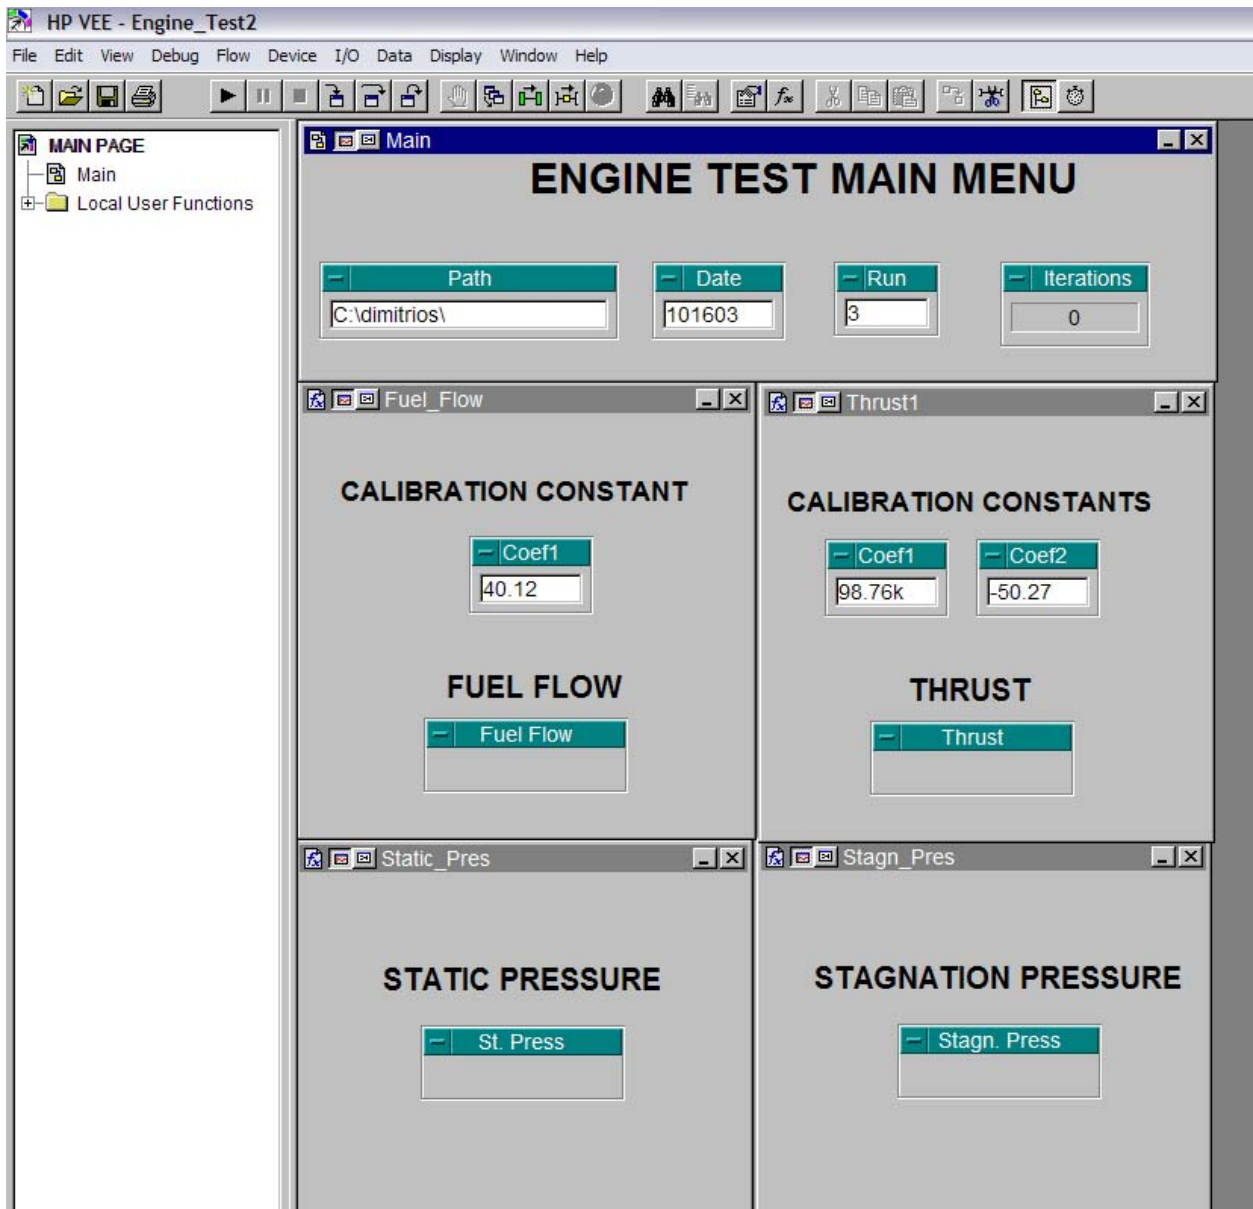 HP VEE - Engine_Test2
File Edit View Debug Flow Device I/O Data Display Window Help
MAIN PAGE
Main
Local User Functions
Main
ENGINE TEST MAIN MENU
Path Date Run Iterations
C:\dimitrios\ 101603 3 0
Fuel_Flow
CALIBRATION CONSTANT
Coef1
40.12
FUEL FLOW
Fuel Flow
Thrust1
CALIBRATION CONSTANTS
Coef1 Coef2
98.76k -50.27
THRUST
Thrust
Static_Pres
STATIC PRESSURE
St. Press
Stagn_Pres
STAGNATION PRESSURE
Stagn. Press